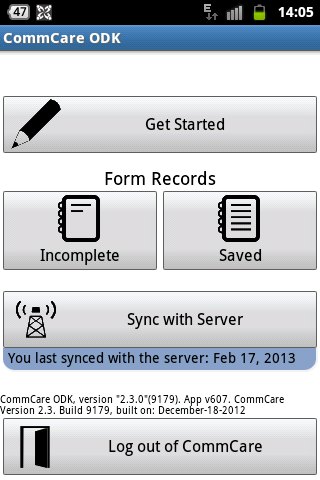 47 E 14:05
CommCare ODK
Get Started
Form Records
Incomplete Saved
Sync with Server
You last synced with the server: Feb 17, 2013
CommCare ODK, version "2.3.0"(9179). App v607. CommCare
Version 2.3. Build 9179, built on: December-18-2012
Log out of CommCare